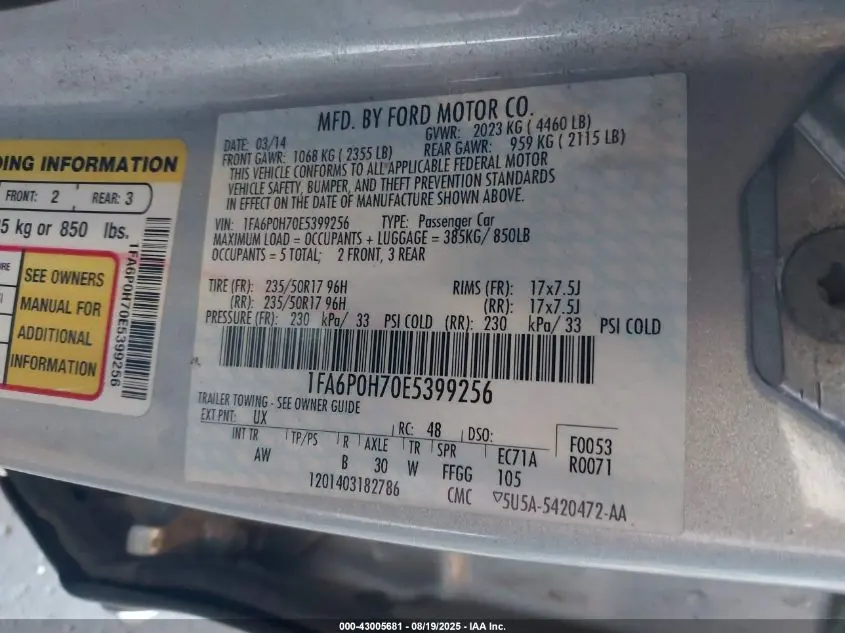 MFD. BY FORD MOTOR CO.
DATE: 03/14
GVWR: 2023 KG ( 4460 LB)
FRONT GAWR: 1068 KG ( 2355 LB)
REAR GAWR: 959 KG ( 2115 LB)
THIS VEHICLE CONFORMS TO ALL APPLICABLE FEDERAL MOTOR
VEHICLE SAFETY, BUMPER, AND THEFT PREVENTION STANDARDS
IN EFFECT ON THE DATE OF MANUFACTURE SHOWN ABOVE.
VIN: 1FA6P0H70E5399256 TYPE: Passenger Car
MAXIMUM LOAD = OCCUPANTS + LUGGAGE = 385KG/ 850LB
OCCUPANTS = 5 TOTAL; 2 FRONT, 3 REAR
TIRE (FR): 235/50R17 96H RIMS (FR): 17x7.5J
(RR): 235/50R17 96H (RR): 17x7.5J
PRESSURE (FR): 230 kPa/ 33 PSI COLD (RR): 230 kPa/ 33 PSI COLD
1FA6P0H70E5399256
TRAILER TOWING - SEE OWNER GUIDE
EXT PNT: UX RC: 48 DSO:
F0053
R0071
INT TR TP/PS R AXLE TR SPR EC71A
AW B 30 W FFGG 105
1201403182786 CMC ▽5U5A-5420472-AA
ING INFORMATION
FRONT: 2 REAR: 3
5 kg or 850 lbs.
SEE OWNERS
MANUAL FOR
ADDITIONAL
INFORMATION
1FA6P0H70E5399256
000-43005681 - 08/19/2025 - IAA Inc.